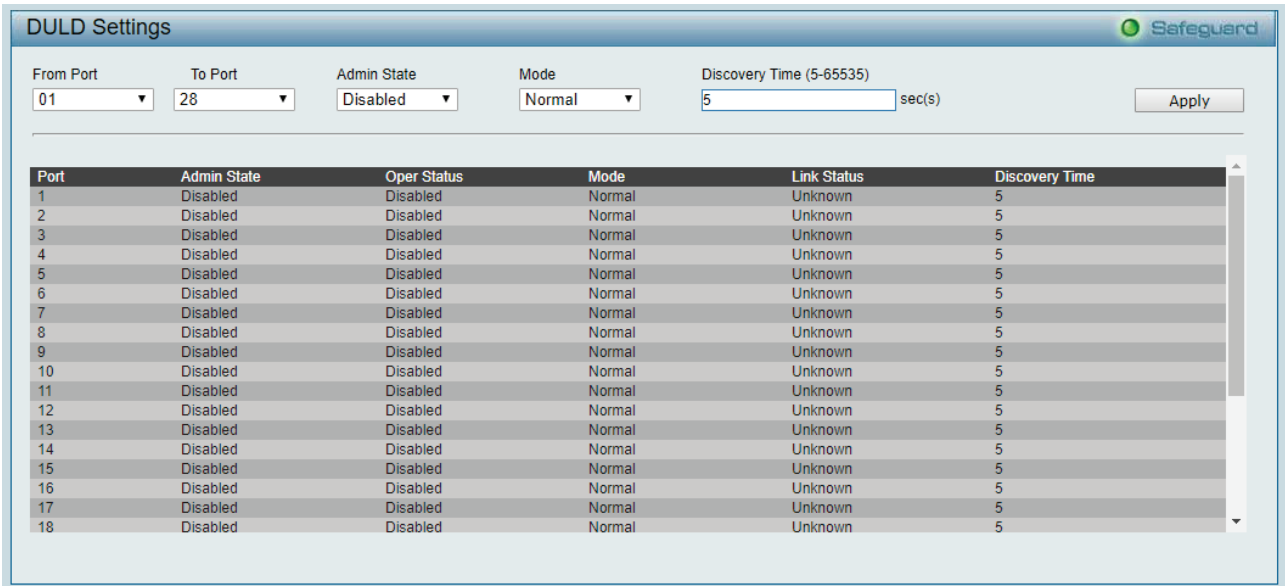 DULD Settings Safeguard
From Port To Port Admin State Mode Discovery Time (5-65535)
01 28 Disabled Normal 5 sec(s) Apply
Port Admin State Oper Status Mode Link Status Discovery Time
1 Disabled Disabled Normal Unknown 5
2 Disabled Disabled Normal Unknown 5
3 Disabled Disabled Normal Unknown 5
4 Disabled Disabled Normal Unknown 5
5 Disabled Disabled Normal Unknown 5
6 Disabled Disabled Normal Unknown 5
7 Disabled Disabled Normal Unknown 5
8 Disabled Disabled Normal Unknown 5
9 Disabled Disabled Normal Unknown 5
10 Disabled Disabled Normal Unknown 5
11 Disabled Disabled Normal Unknown 5
12 Disabled Disabled Normal Unknown 5
13 Disabled Disabled Normal Unknown 5
14 Disabled Disabled Normal Unknown 5
15 Disabled Disabled Normal Unknown 5
16 Disabled Disabled Normal Unknown 5
17 Disabled Disabled Normal Unknown 5
18 Disabled Disabled Normal Unknown 5